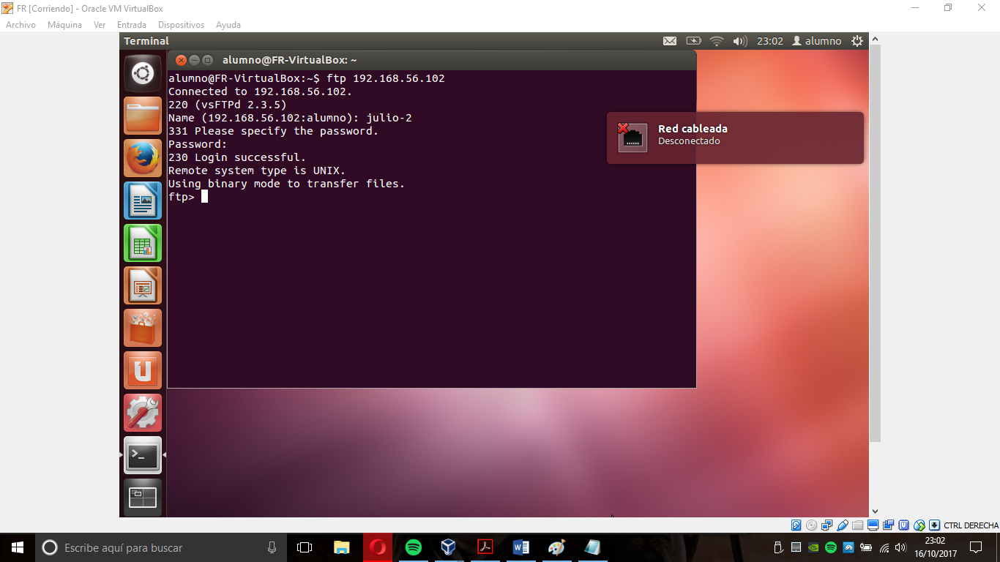 FR [Corriendo] - Oracle VM VirtualBox
Archivo Máquina Ver Entrada Dispositivos Ayuda
Terminal 23:02 alumno
alumno@FR-VirtualBox: ~
alumno@FR-VirtualBox:~$ ftp 192.168.56.102
Connected to 192.168.56.102.
220 (vsFTPd 2.3.5)
Name (192.168.56.102:alumno): julio-2
331 Please specify the password.
Password:
230 Login successful.
Remote system type is UNIX.
Using binary mode to transfer files.
ftp>
Red cableada
Desconectado
CTRL DERECHA
Escribe aquí para buscar
23:02
16/10/2017